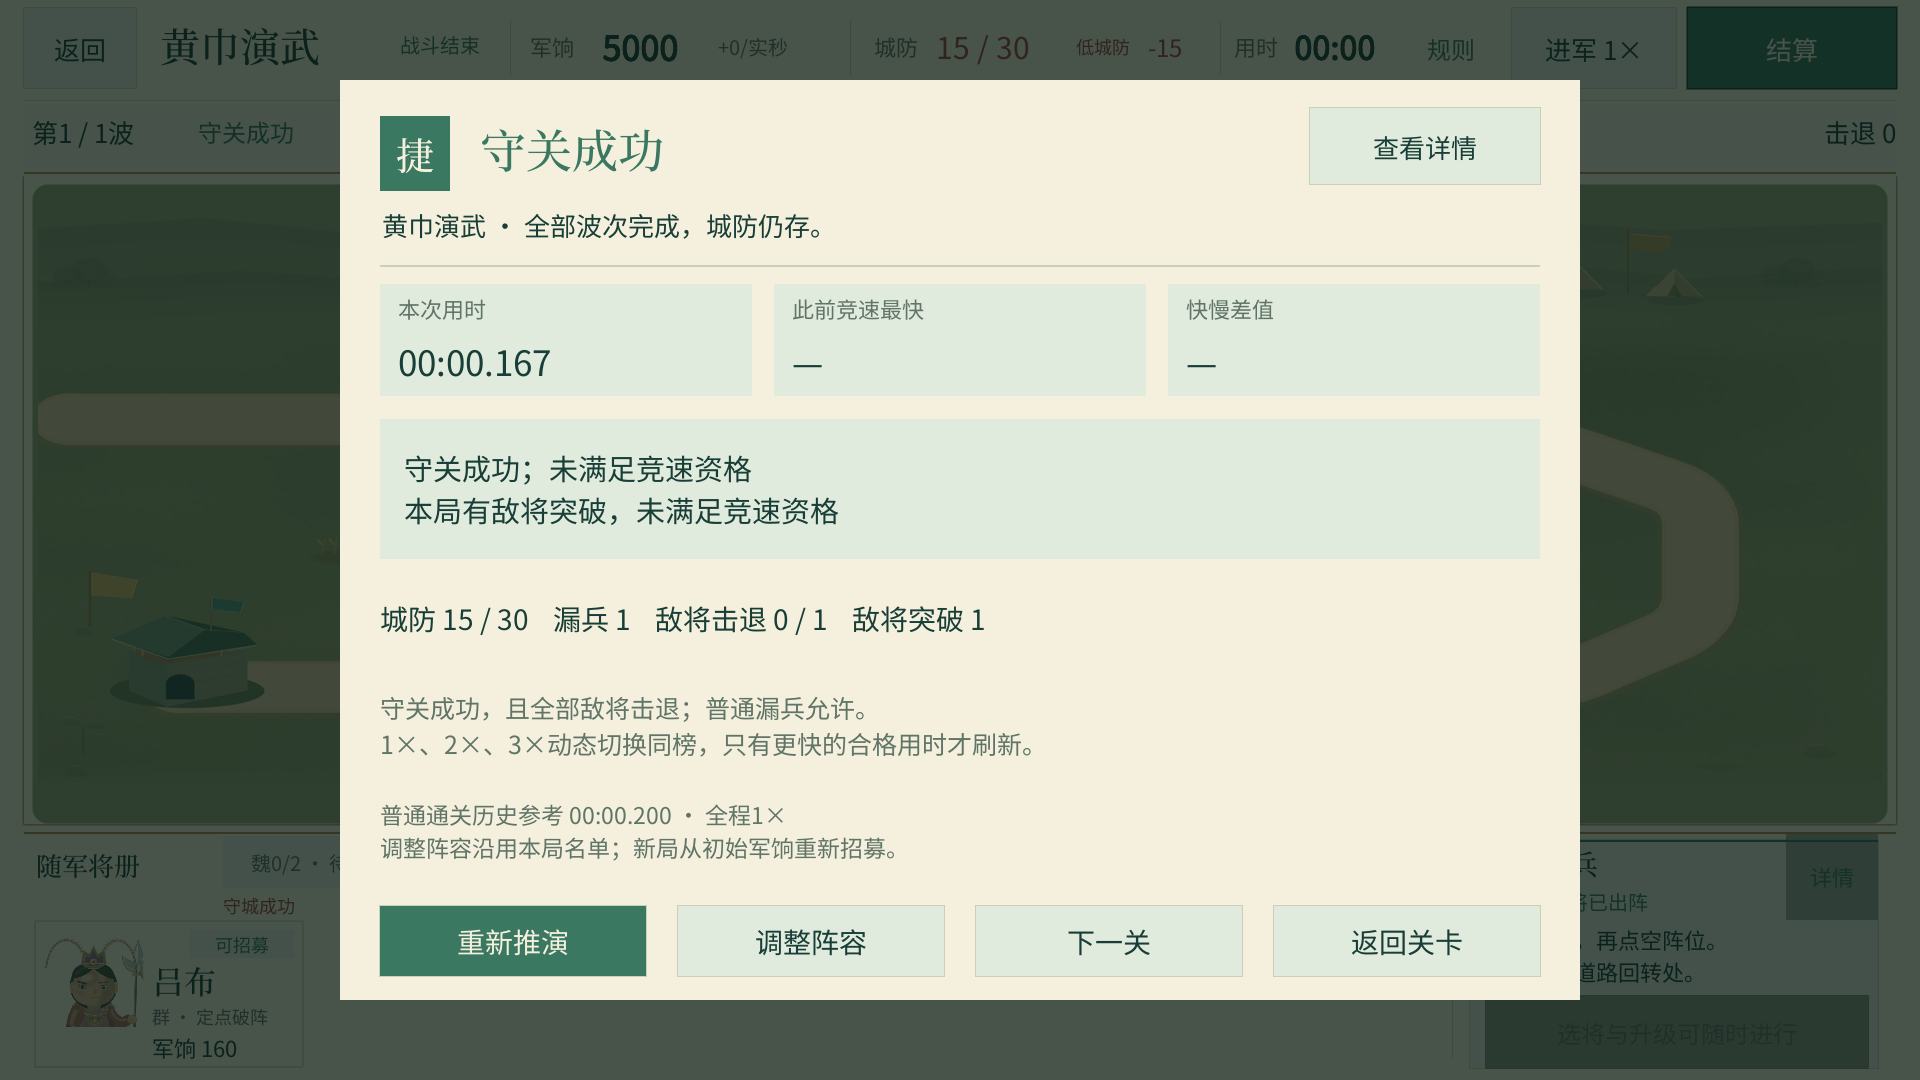 返回
黄巾演武
战斗结束
军饷 5000 +0/实秒
城防 15 / 30 低城防 -15
用时 00:00
规则
进军 1×
结算
第1 / 1波
守关成功
击退 0
捷
守关成功
查看详情
黄巾演武 · 全部波次完成，城防仍存。
本次用时
00:00.167
此前竞速最快
—
快慢差值
—
守关成功；未满足竞速资格
本局有敌将突破，未满足竞速资格
城防 15 / 30 漏兵 1 敌将击退 0 / 1 敌将突破 1
守关成功，且全部敌将击退；普通漏兵允许。
1×、2×、3×动态切换同榜，只有更快的合格用时才刷新。
普通通关历史参考 00:00.200 · 全程1×
调整阵容沿用本局名单；新局从初始军饷重新招募。
重新推演
调整阵容
下一关
返回关卡
随军将册
魏0/2 ·
守城成功
可招募
吕布
群 · 定点破阵
军饷 160
兵
详情
将已出阵
，再点空阵位。
道路回转处。
选将与升级可随时进行